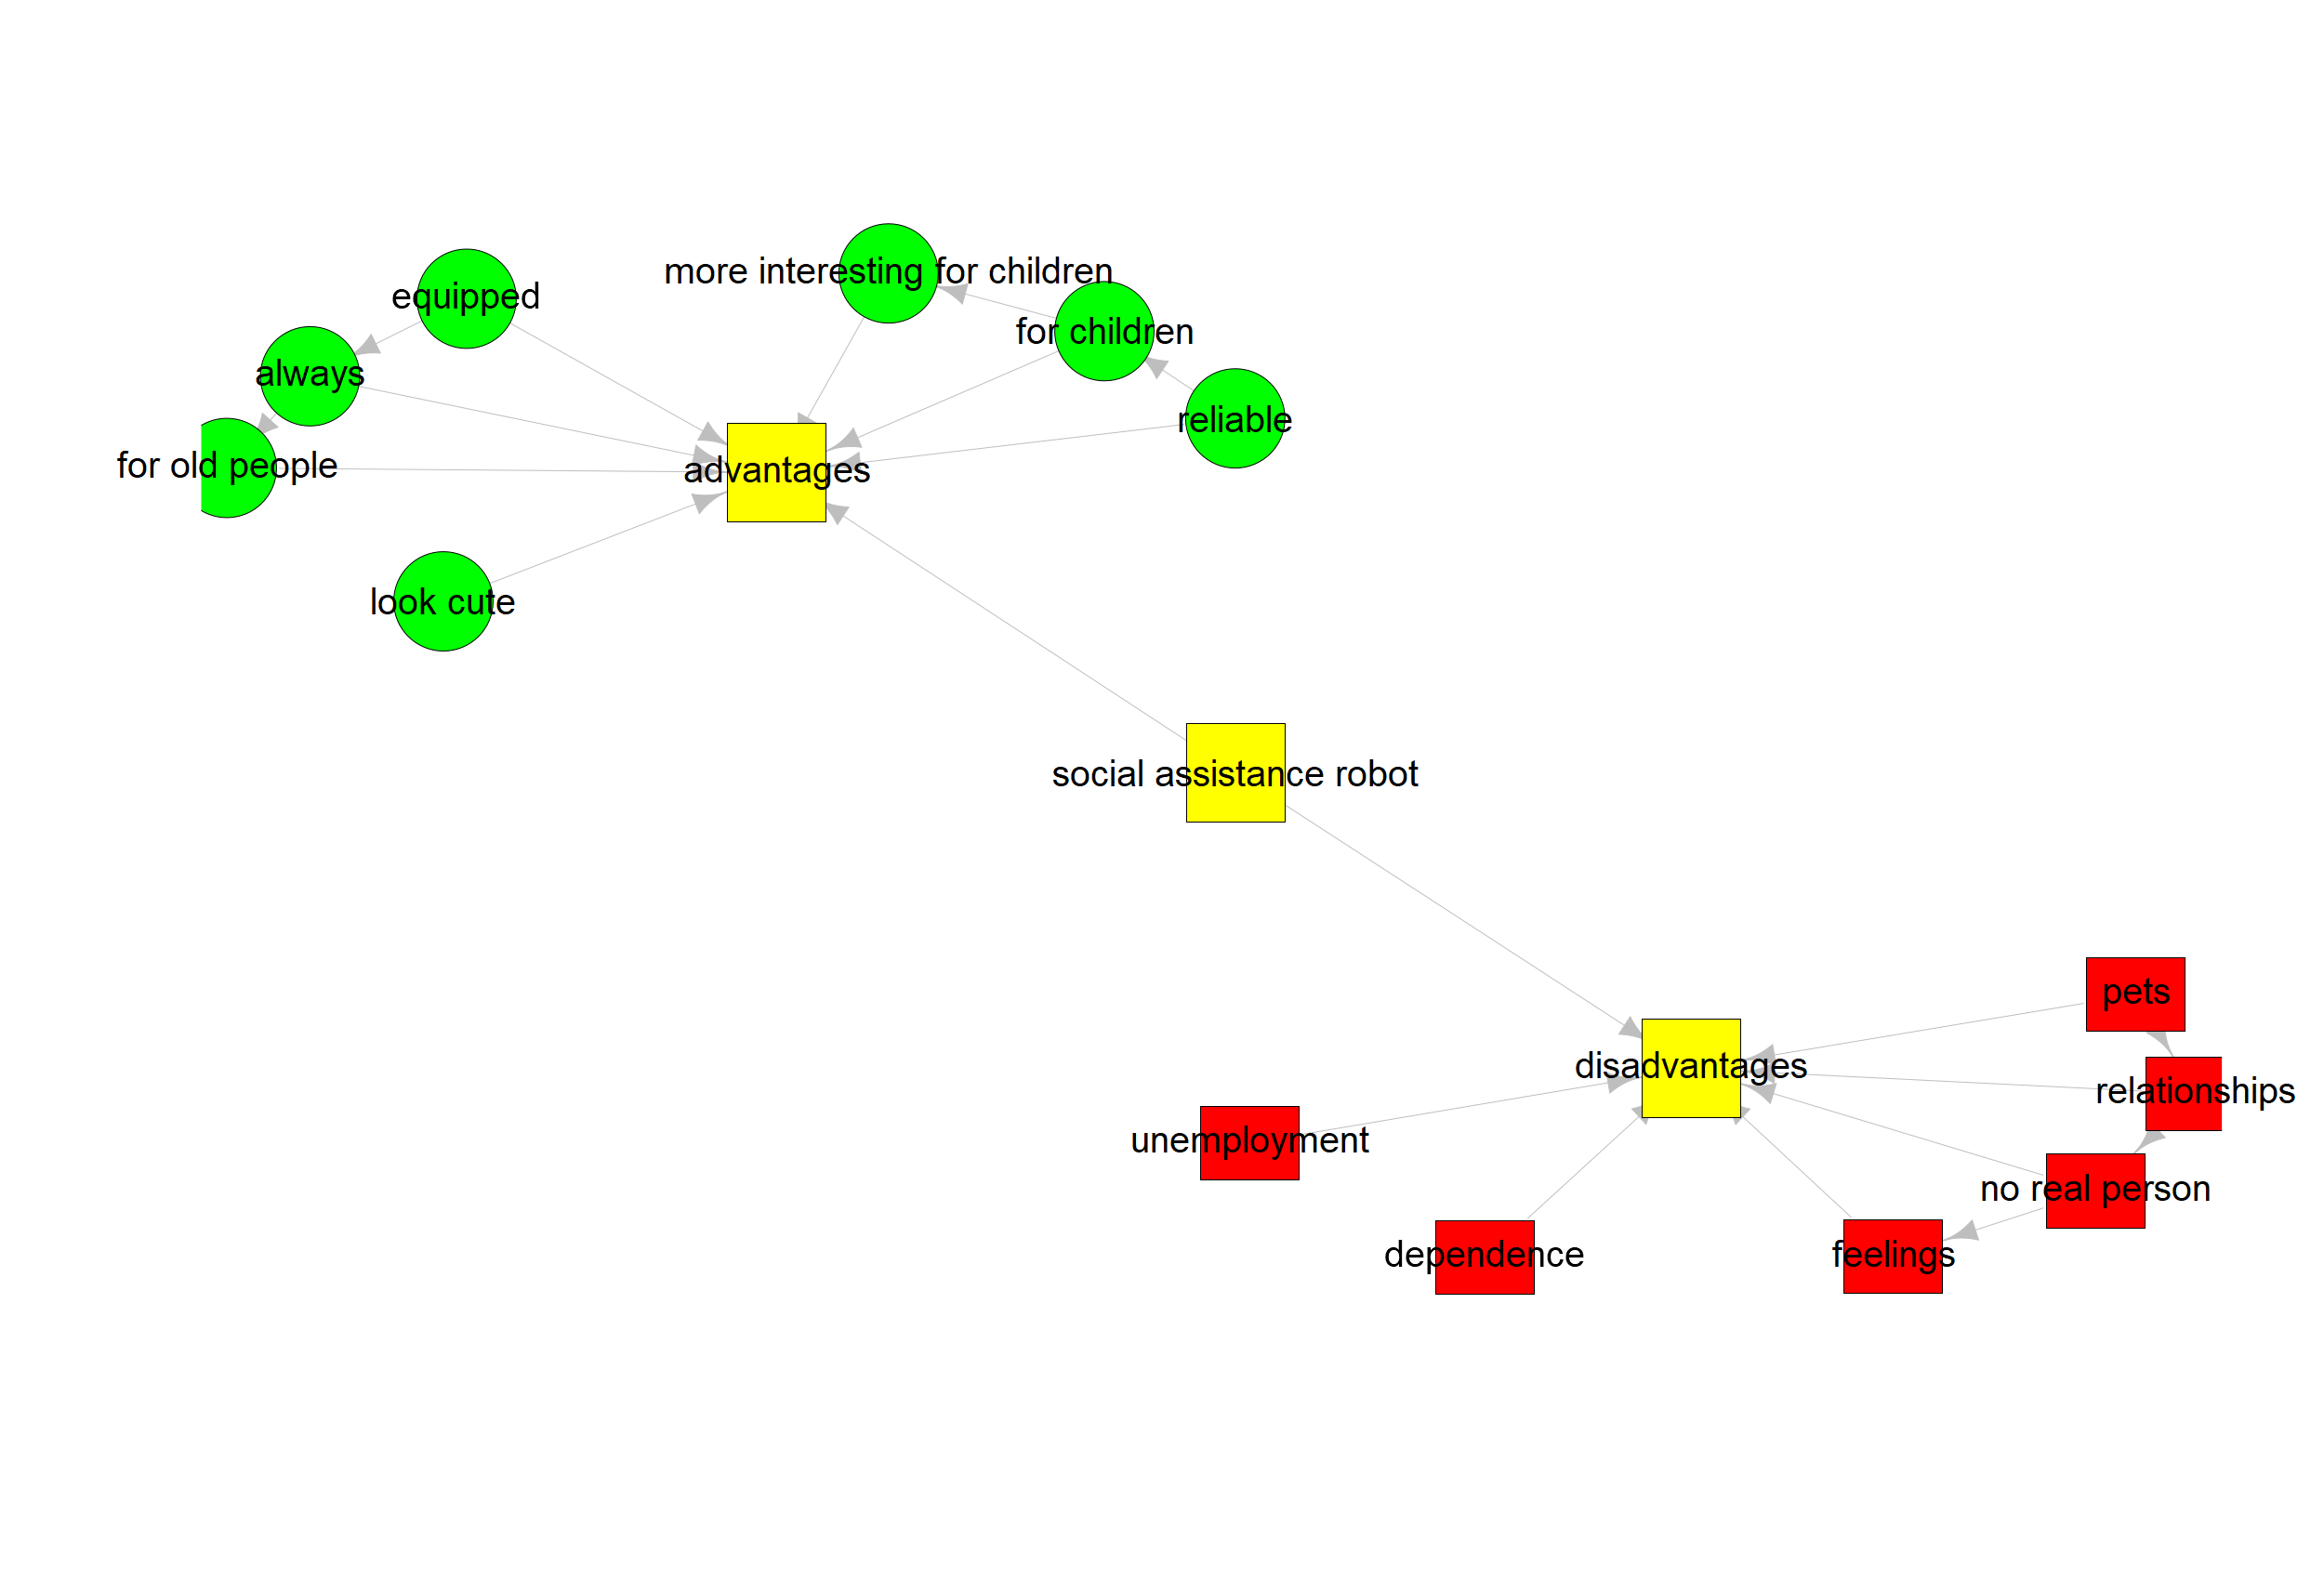 more interesting for children
equipped
for children
always
reliable
for old people
advantages
look cute
social assistance robot
pets
disadvantages
relationships
unemployment
no real person
dependence
feelings